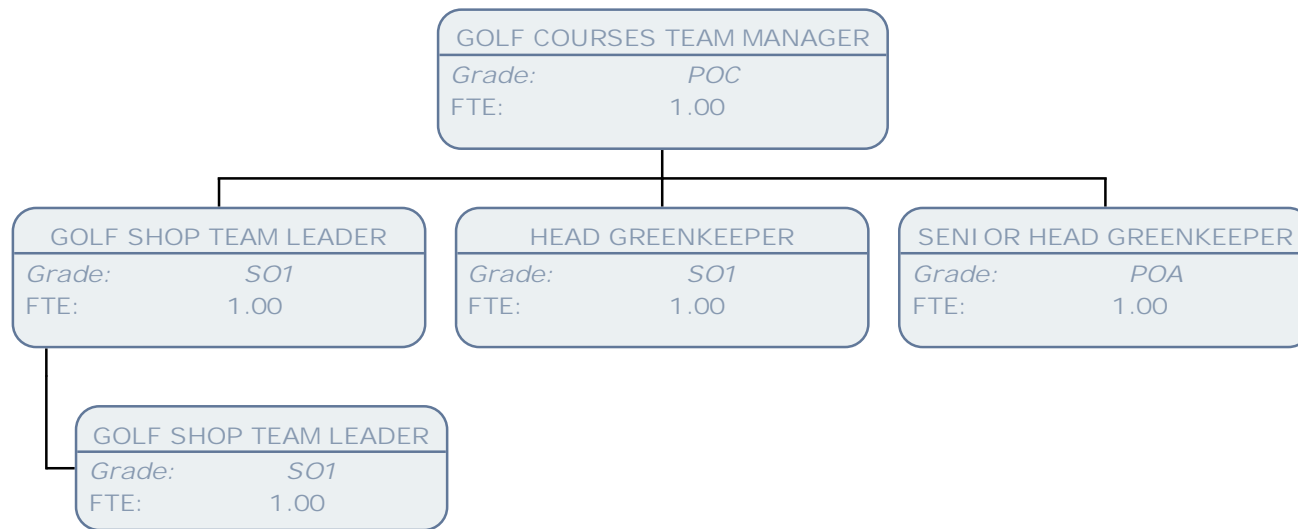 GOLF COURSES TEAM MANAGER
Grade: POC
FTE: 1.00
GOLF SHOP TEAM LEADER
Grade: SO1
FTE: 1.00
HEAD GREENKEEPER
Grade: SO1
FTE: 1.00
SENIOR HEAD GREENKEEPER
Grade: POA
FTE: 1.00
GOLF SHOP TEAM LEADER
Grade: SO1
FTE: 1.00